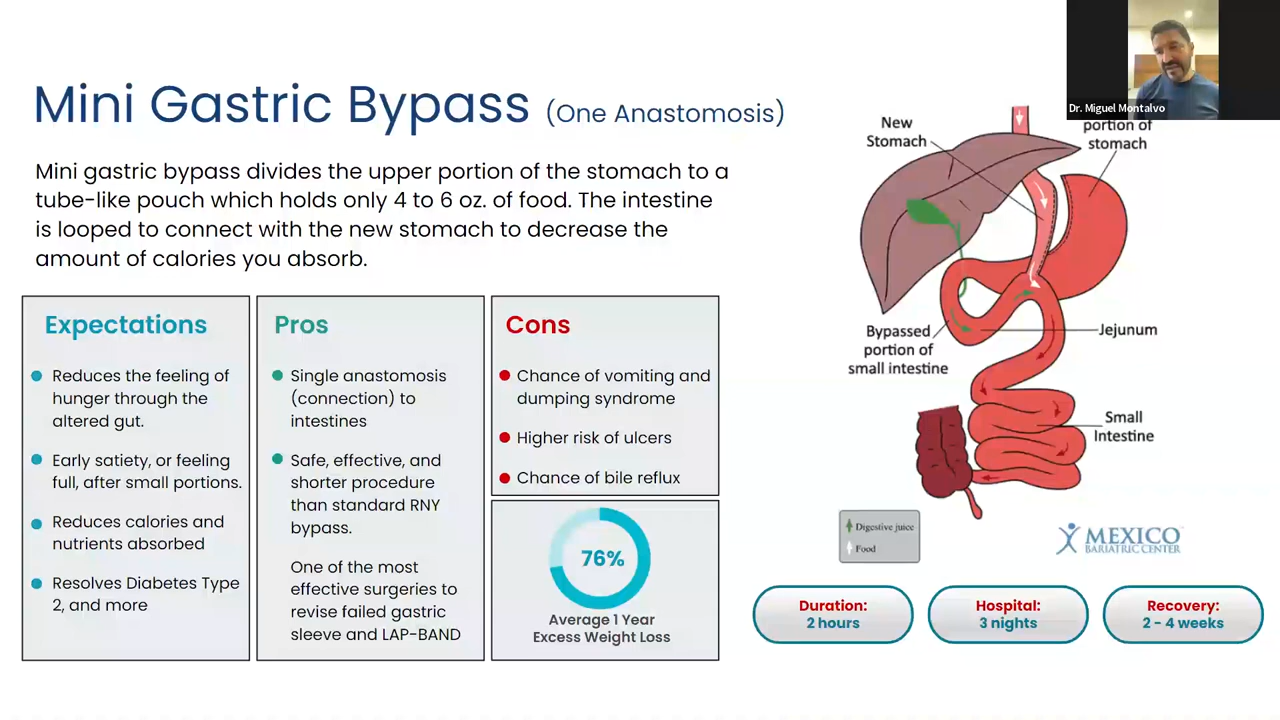 Mini Gastric Bypass (One Anastomosis)
Mini gastric bypass divides the upper portion of the stomach to a
tube-like pouch which holds only 4 to 6 oz. of food. The intestine
is looped to connect with the new stomach to decrease the
amount of calories you absorb.
Expectations
Reduces the feeling of
hunger through the
altered gut.
Early satiety, or feeling
full, after small portions.
Reduces calories and
nutrients absorbed
Resolves Diabetes Type
2, and more
Pros
Single anastomosis
(connection) to
intestines
Safe, effective, and
shorter procedure
than standard RNY
bypass.
One of the most
effective surgeries to
revise failed gastric
sleeve and LAP-BAND
Cons
Chance of vomiting and
dumping syndrome
Higher risk of ulcers
Chance of bile reflux
76%
Average 1 Year
Excess Weight Loss
Dr. Miguel Montalvo
New
Stomach
portion of
stomach
Bypassed
portion of
small intestine
Jejunum
Small
Intestine
Digestive juice
Food
MEXICO
BARIATRIC CENTER
Duration:
2 hours
Hospital:
3 nights
Recovery:
2 - 4 weeks